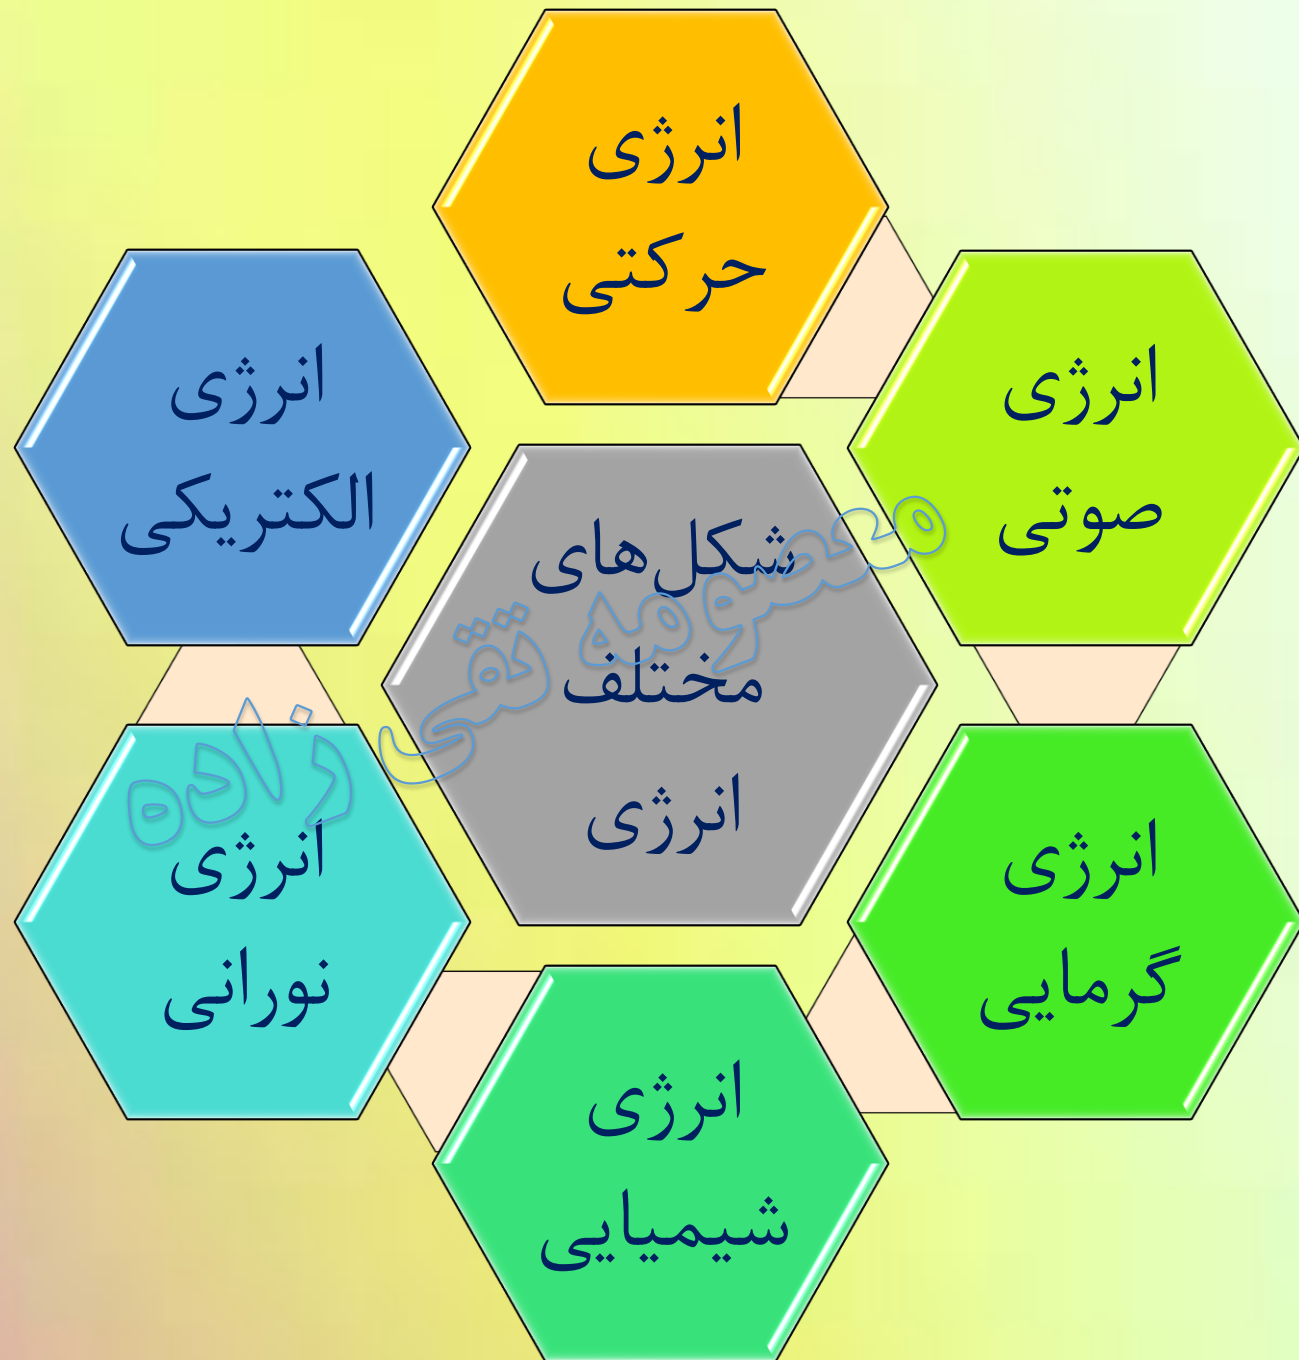 انرژی
حرکتی
انرژی
صوتی
انرژی
گرمایی
انرژی
شیمیایی
انرژی
نورانی
انرژی
الکتریکی
شکل‌های
مختلف
انرژی
معصومه تقی زاده